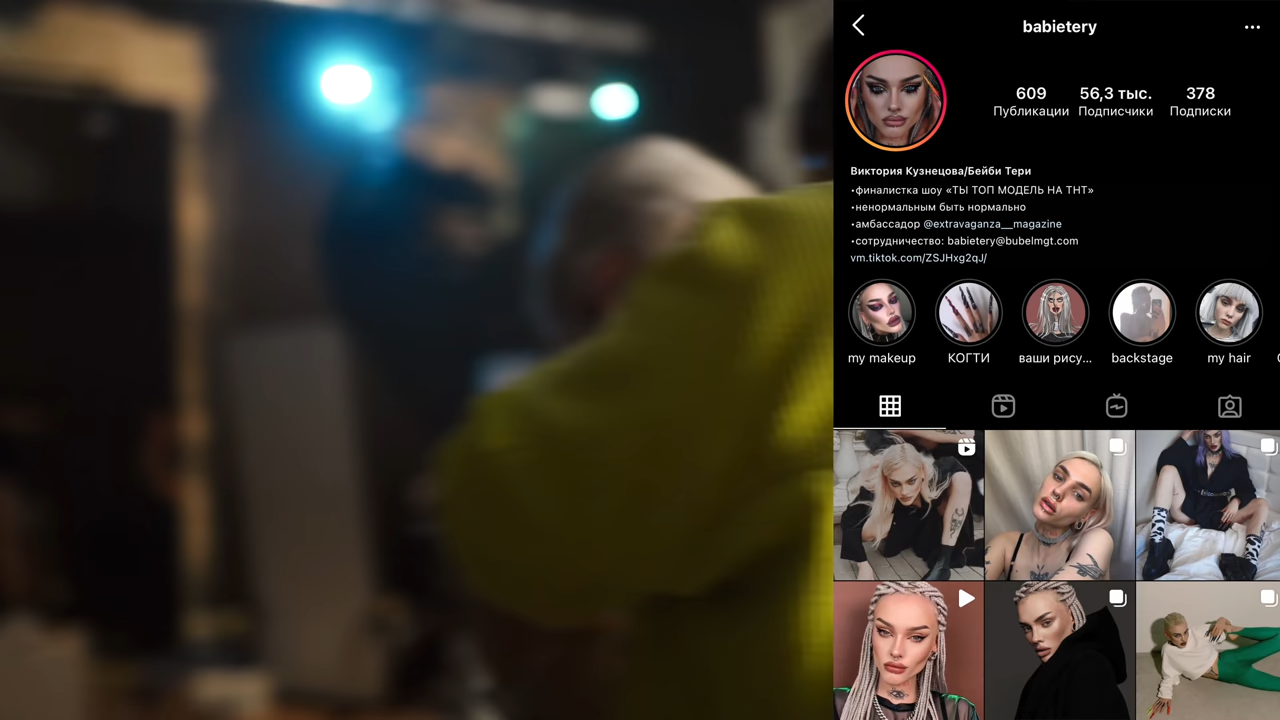 babietery
609
56,3 тыс.
378
Публикации
Подписчики
Подписки
Виктория Кузнецова/Бейби Тери
•финалистка шоу «ТЫ ТОП МОДЕЛЬ НА ТНТ»
•ненормальным быть нормально
•амбассадор @extravaganza__magazine
•сотрудничество: babietery@bubelmgt.com
vm.tiktok.com/ZSJHxg2qJ/
my makeup
КОГТИ
ваши рису...
backstage
my hair